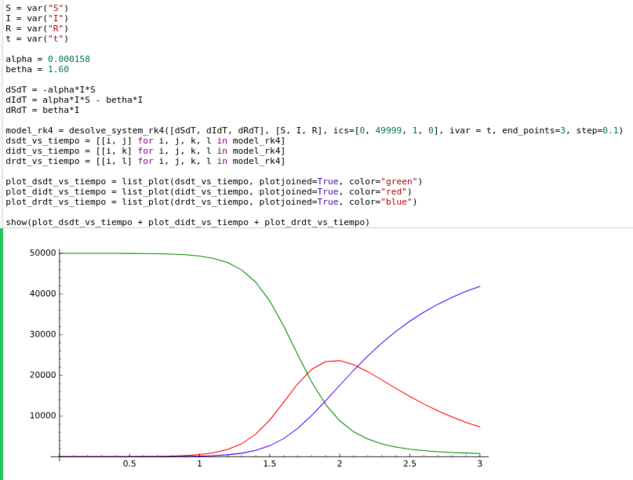 S = var("S")
I = var("I")
R = var("R")
t = var("t")
alpha = 0.000158
betha = 1.60
dSdT = -alpha*I*S
dIdT = alpha*I*S - betha*I
dRdT = betha*I
model_rk4 = desolve_system_rk4([dSdT, dIdT, dRdT], [S, I, R], ics=[0, 49999, 1, 0], ivar = t, end_points=3, step=0.1)
dsdt_vs_tiempo = [[i, j] for i, j, k, l in model_rk4]
didt_vs_tiempo = [[i, k] for i, j, k, l in model_rk4]
drdt_vs_tiempo = [[i, l] for i, j, k, l in model_rk4]
plot_dsdt_vs_tiempo = list_plot(dsdt_vs_tiempo, plotjoined=True, color="green")
plot_didt_vs_tiempo = list_plot(didt_vs_tiempo, plotjoined=True, color="red")
plot_drdt_vs_tiempo = list_plot(drdt_vs_tiempo, plotjoined=True, color="blue")
show(plot_dsdt_vs_tiempo + plot_didt_vs_tiempo + plot_drdt_vs_tiempo)
50000
40000
30000
20000
10000
0.5 1 1.5 2 2.5 3